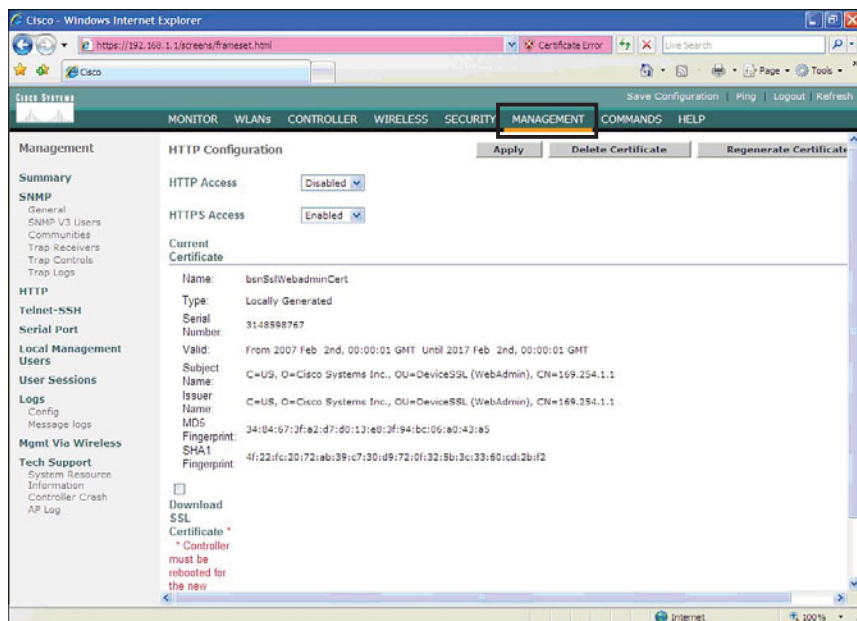 Cisco - Windows Internet Explorer
https://192.168.1.1/screens/frameset.html
Certificate Error
Live Search
Cisco
Page
Tools
CISCO SYSTEMS
Save Configuration | Ping | Logout | Refresh
MONITOR WLANs CONTROLLER WIRELESS SECURITY MANAGEMENT COMMANDS HELP
Management
Summary
SNMP
General
SNMP V3 Users
Communities
Trap Receivers
Trap Controls
Trap Logs
HTTP
Telnet-SSH
Serial Port
Local Management
Users
User Sessions
Logs
Config
Message logs
Mgmt Via Wireless
Tech Support
System Resource
Information
Controller Crash
AP Log
HTTP Configuration
Apply
Delete Certificate
Regenerate Certificate
HTTP Access Disabled
HTTPS Access Enabled
Current
Certificate
Name: bsnSslWebadminCert
Type: Locally Generated
Serial
Number: 3148598767
Valid: From 2007 Feb 2nd, 00:00:01 GMT Until 2017 Feb 2nd, 00:00:01 GMT
Subject
Name: C=US, O=Cisco Systems Inc., OU=DeviceSSL (WebAdmin), CN=169.254.1.1
Issuer
Name: C=US, O=Cisco Systems Inc., OU=DeviceSSL (WebAdmin), CN=169.254.1.1
MD5
Fingerprint: 34:84:67:3f:a2:d7:d0:13:e8:3f:94:bc:06:a0:43:a5
SHA1
Fingerprint: 4f:22:fc:20:72:ab:39:c7:30:d9:72:0f:32:5b:3c:33:60:cd:2b:f2
Download
SSL
Certificate *
* Controller
must be
rebooted for
the new
Internet
100%